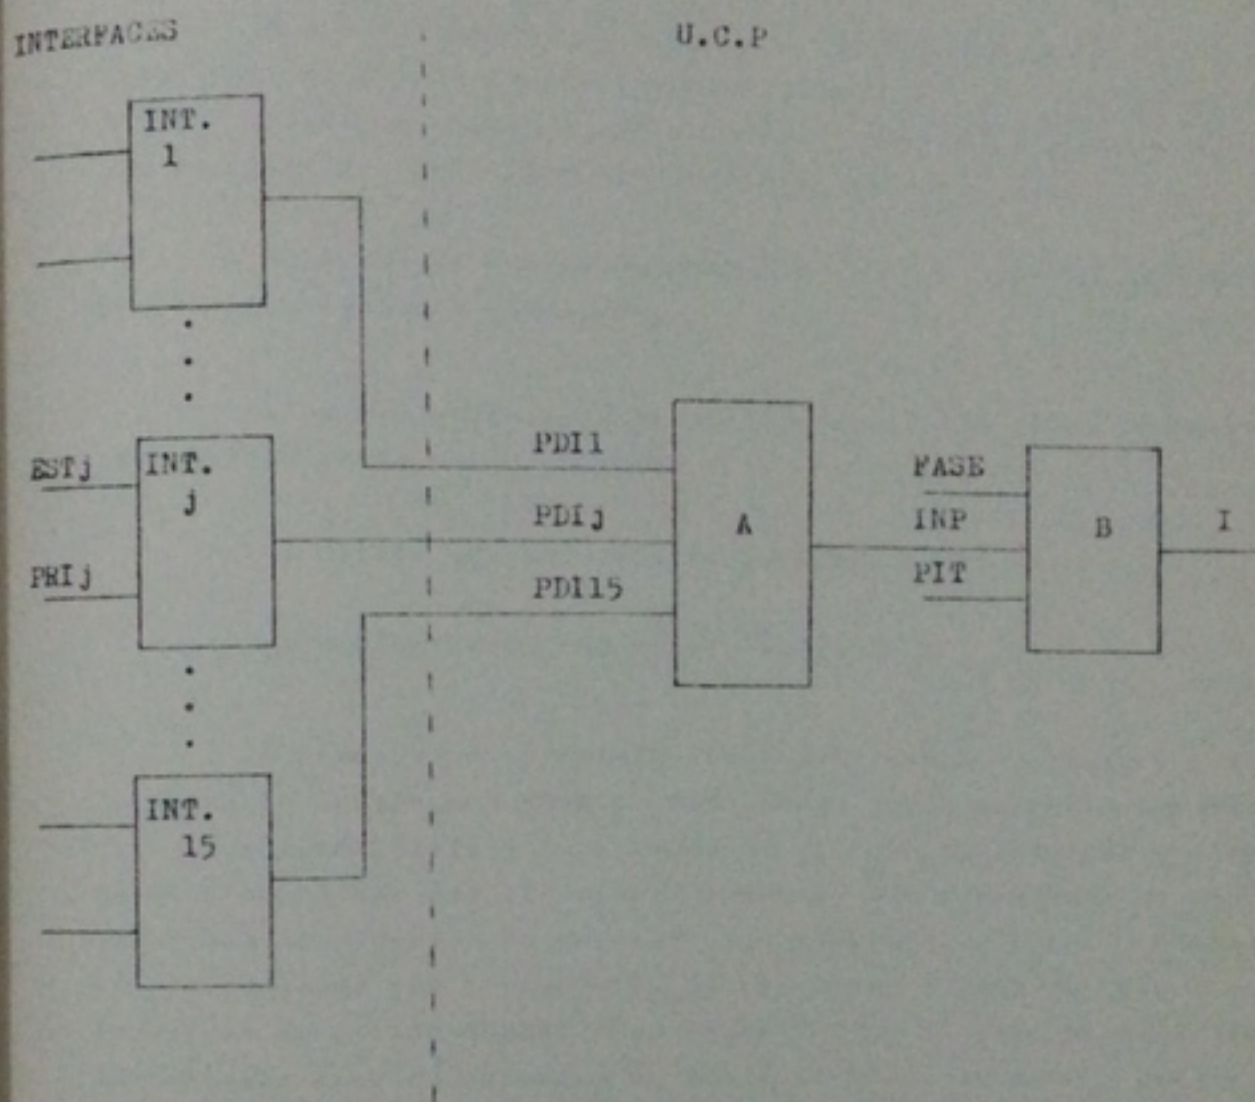 INTERFACES
U.C.P
INT.
1
PDI1
ESTj
INT.
j
FASE
PDIj
A
INP
B
I
PRIj
PDI15
PIT
INT.
15